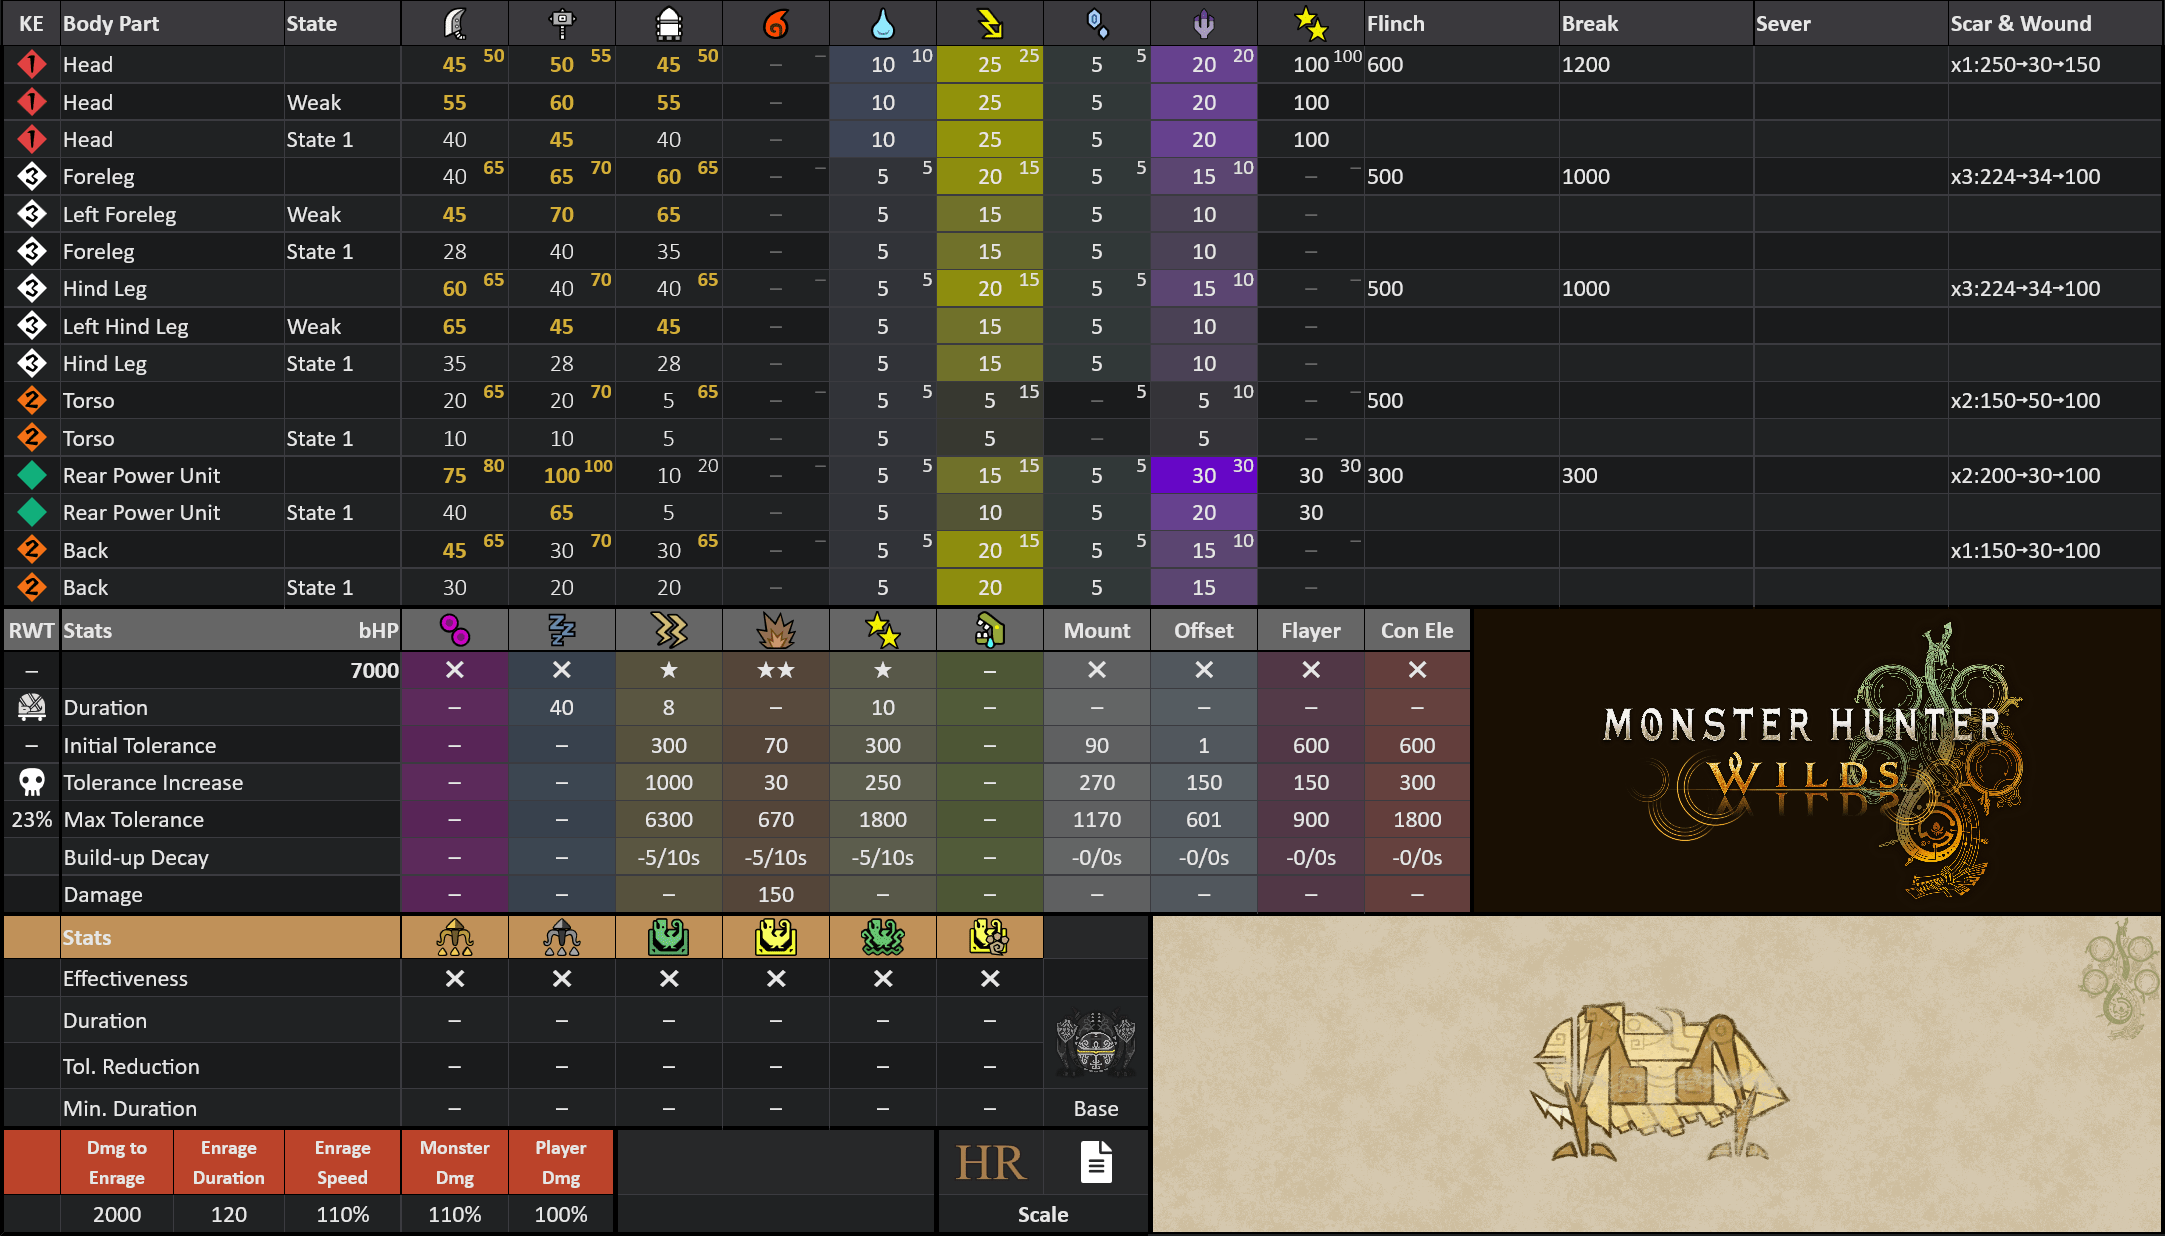 KE Body Part State Flinch Break Sever Scar & Wound
1 Head 45 50 50 55 45 50 – – 10 10 25 25 5 5 20 20 100 100 600 1200 x1:250→30→150
1 Head Weak 55 60 55 – 10 25 5 20 100
1 Head State 1 40 45 40 – 10 25 5 20 100
3 Foreleg 40 65 65 70 60 65 – – 5 5 20 15 5 5 15 10 – – 500 1000 x3:224→34→100
3 Left Foreleg Weak 45 70 65 – 5 15 5 10 –
3 Foreleg State 1 28 40 35 – 5 15 5 10 –
3 Hind Leg 60 65 40 70 40 65 – – 5 5 20 15 5 5 15 10 – – 500 1000 x3:224→34→100
3 Left Hind Leg Weak 65 45 45 – 5 15 5 10 –
3 Hind Leg State 1 35 28 28 – 5 15 5 10 –
2 Torso 20 65 20 70 5 65 – – 5 5 5 15 – 5 5 10 – – 500 x2:150→50→100
2 Torso State 1 10 10 5 – 5 5 – 5 –
Rear Power Unit 75 80 100 100 10 20 – – 5 5 15 15 5 5 30 30 30 30 300 300 x2:200→30→100
Rear Power Unit State 1 40 65 5 – 5 10 5 20 30
2 Back 45 65 30 70 30 65 – – 5 5 20 15 5 5 15 10 – – x1:150→30→100
2 Back State 1 30 20 20 – 5 20 5 15 –
RWT Stats bHP Mount Offset Flayer Con Ele
– 7000 ✕ ✕ ★ ★★ ★ – ✕ ✕ ✕ ✕
Duration – 40 8 – 10 – – – – –
– Initial Tolerance – – 300 70 300 – 90 1 600 600
Tolerance Increase – – 1000 30 250 – 270 150 150 300
23% Max Tolerance – – 6300 670 1800 – 1170 601 900 1800
Build-up Decay – – -5/10s -5/10s -5/10s – -0/0s -0/0s -0/0s -0/0s
Damage – – – 150 – – – – – –
MONSTER HUNTER
WILDS
Stats
Effectiveness ✕ ✕ ✕ ✕ ✕ ✕
Duration – – – – – –
Tol. Reduction – – – – – –
Min. Duration – – – – – – Base
Dmg to Enrage Enrage Monster Player
Enrage Duration Speed Dmg Dmg
HR
2000 120 110% 110% 100% Scale